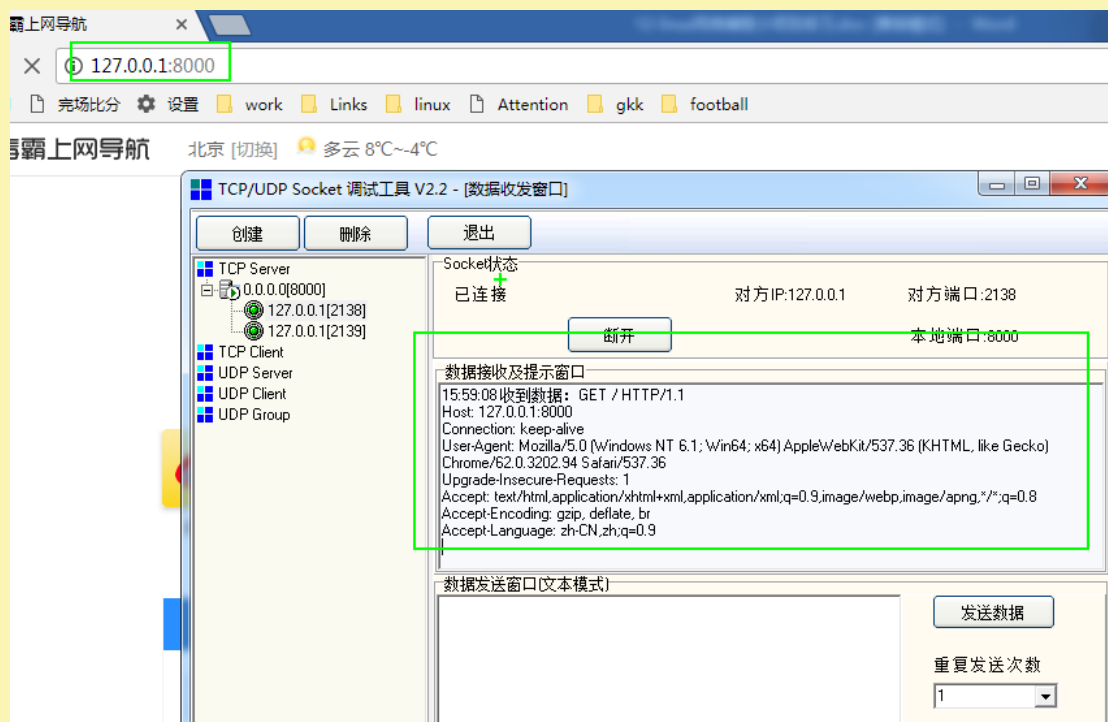 霸上网导航
127.0.0.1:8000
完场比分 设置 work Links linux Attention gkk football
霸上网导航 北京 [切换] 多云 8℃~-4℃
TCP/UDP Socket 调试工具 V2.2 - [数据收发窗口]
创建 删除 退出
TCP Server
0.0.0.0[8000]
127.0.0.1[2138]
127.0.0.1[2139]
TCP Client
UDP Server
UDP Client
UDP Group
Socket状态
已连接 对方IP:127.0.0.1 对方端口:2138
断开 本地端口:8000
数据接收及提示窗口
15:59:08收到数据：GET / HTTP/1.1
Host: 127.0.0.1:8000
Connection: keep-alive
User-Agent: Mozilla/5.0 (Windows NT 6.1; Win64; x64) AppleWebKit/537.36 (KHTML, like Gecko)
Chrome/62.0.3202.94 Safari/537.36
Upgrade-Insecure-Requests: 1
Accept: text/html,application/xhtml+xml,application/xml;q=0.9,image/webp,image/apng,*/*;q=0.8
Accept-Encoding: gzip, deflate, br
Accept-Language: zh-CN,zh;q=0.9
数据发送窗口(文本模式)
发送数据
重复发送次数
1